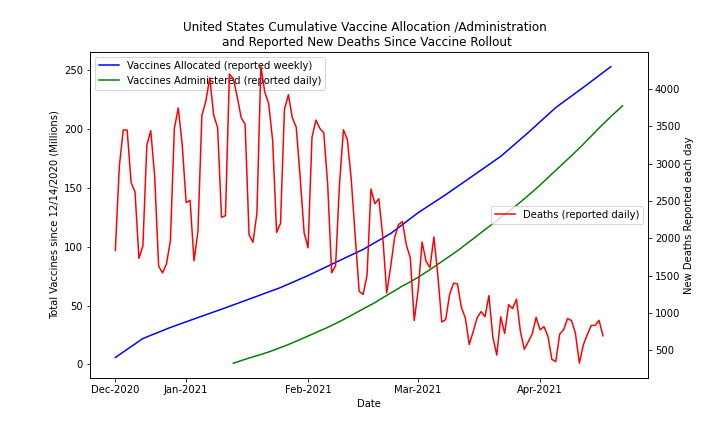 United States Cumulative Vaccine Allocation /Administration
and Reported New Deaths Since Vaccine Rollout
Vaccines Allocated (reported weekly)
Vaccines Administered (reported daily)
Deaths (reported daily)
Total Vaccines since 12/14/2020 (Millions)
250
200
150
100
50
0
4000
3500
3000
2500
2000
1500
1000
500
New Deaths Reported each day
Dec-2020 Jan-2021 Feb-2021 Mar-2021 Apr-2021
Date